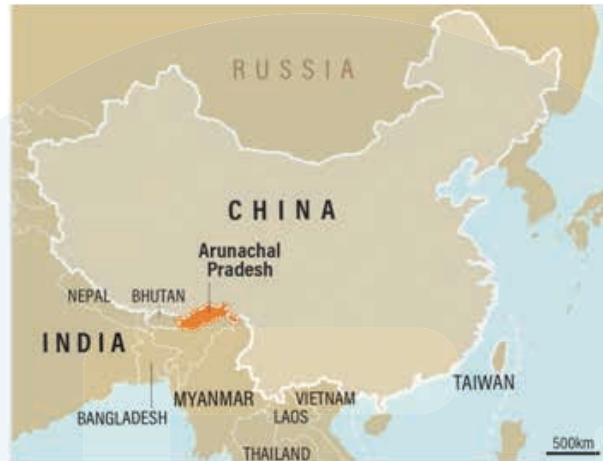 RUSSIA
CHINA
Arunachal
Pradesh
NEPAL
BHUTAN
INDIA
MYANMAR
BANGLADESH
VIETNAM
LAOS
THAILAND
TAIWAN
500km